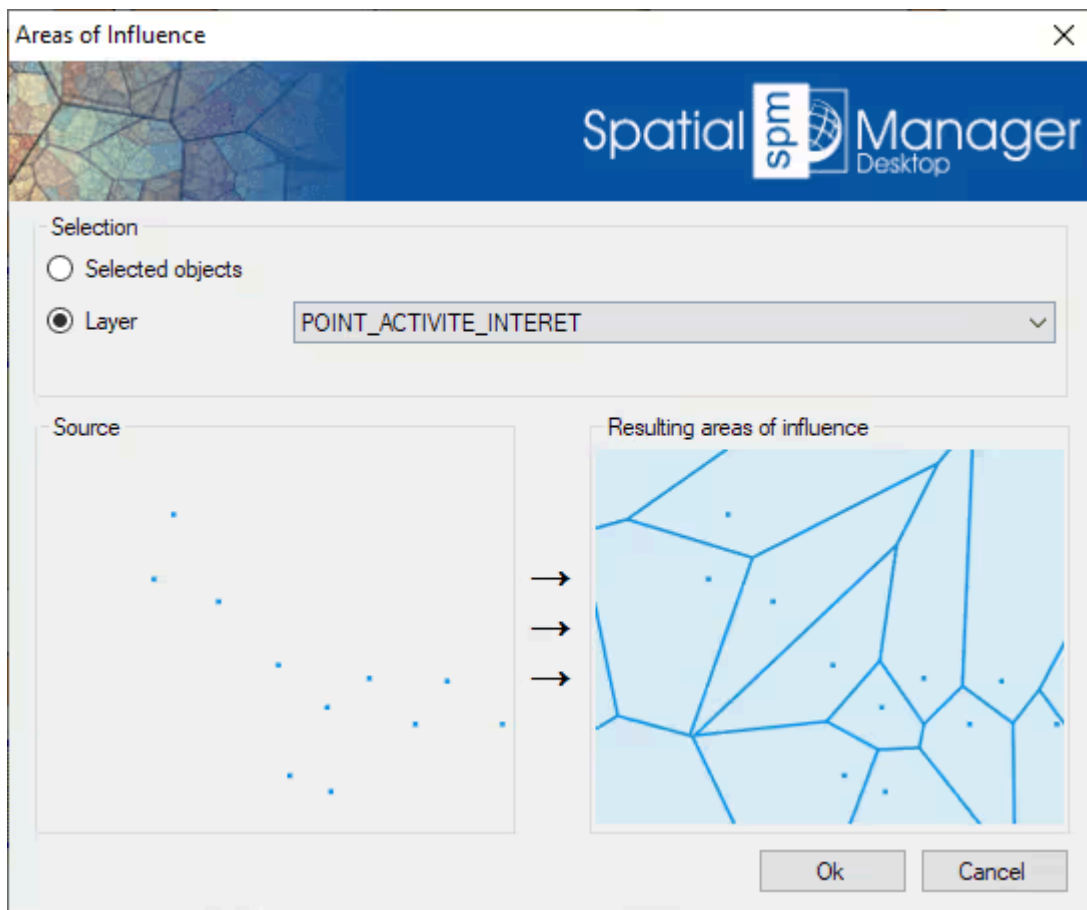 Areas of Influence
Spatial spm Manager
Desktop
Selection
Selected objects
Layer
POINT_ACTIVITE_INTERET
Source
Resulting areas of influence
Ok
Cancel